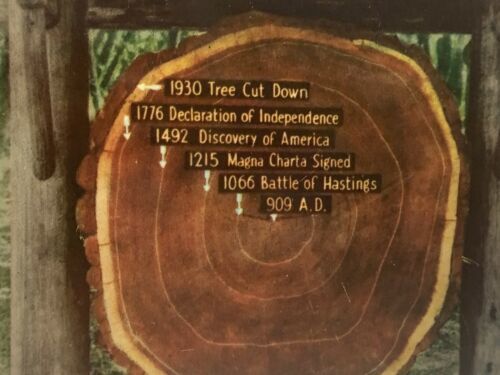 1930 Tree Cut Down
1776 Declaration of Independence
1492 Discovery of America
1215 Magna Charta Signed
1066 Battle of Hastings
909 A.D.